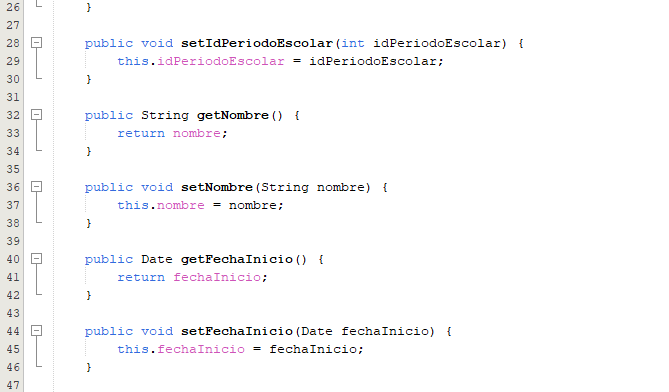 26 }
27
28 public void setIdPeriodoEscolar(int idPeriodoEscolar) {
29 this.idPeriodoEscolar = idPeriodoEscolar;
30 }
31
32 public String getNombre() {
33 return nombre;
34 }
35
36 public void setNombre(String nombre) {
37 this.nombre = nombre;
38 }
39
40 public Date getFechaInicio() {
41 return fechaInicio;
42 }
43
44 public void setFechaInicio(Date fechaInicio) {
45 this.fechaInicio = fechaInicio;
46 }
47